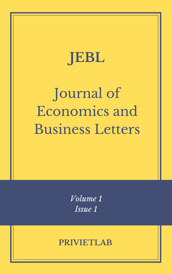 JEBL
Journal of
Economics and
Business Letters
Volume 1
Issue 1
PRIVIETLAB